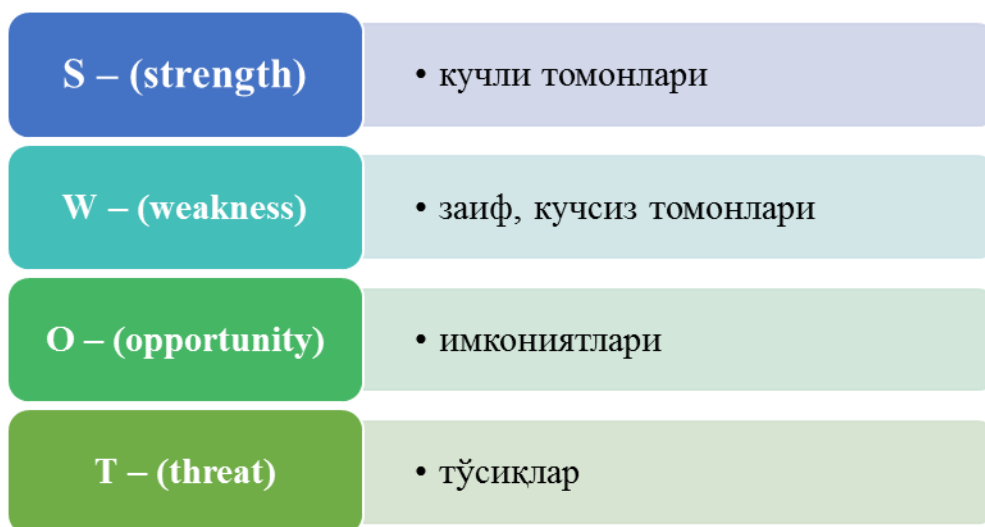 S – (strength)
• кучли томонлари
W – (weakness)
• заиф, кучсиз томонлари
O – (opportunity)
• имкониятлари
T – (threat)
• тўсиқлар